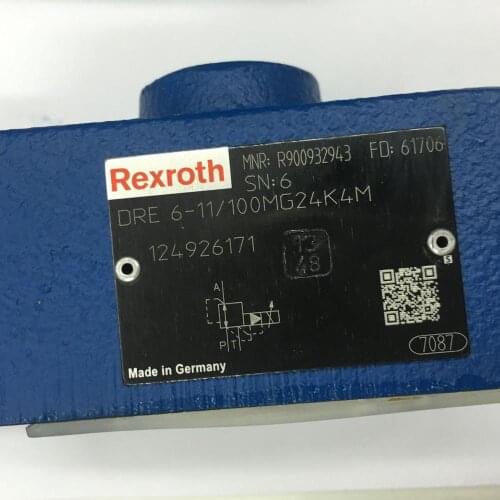 Rexroth
MNR: R900932943 FD: 61706
SN: 6
DRE 6-11/100MG24K4M
124926171
13
48
A
P T
S
7087
Made in Germany